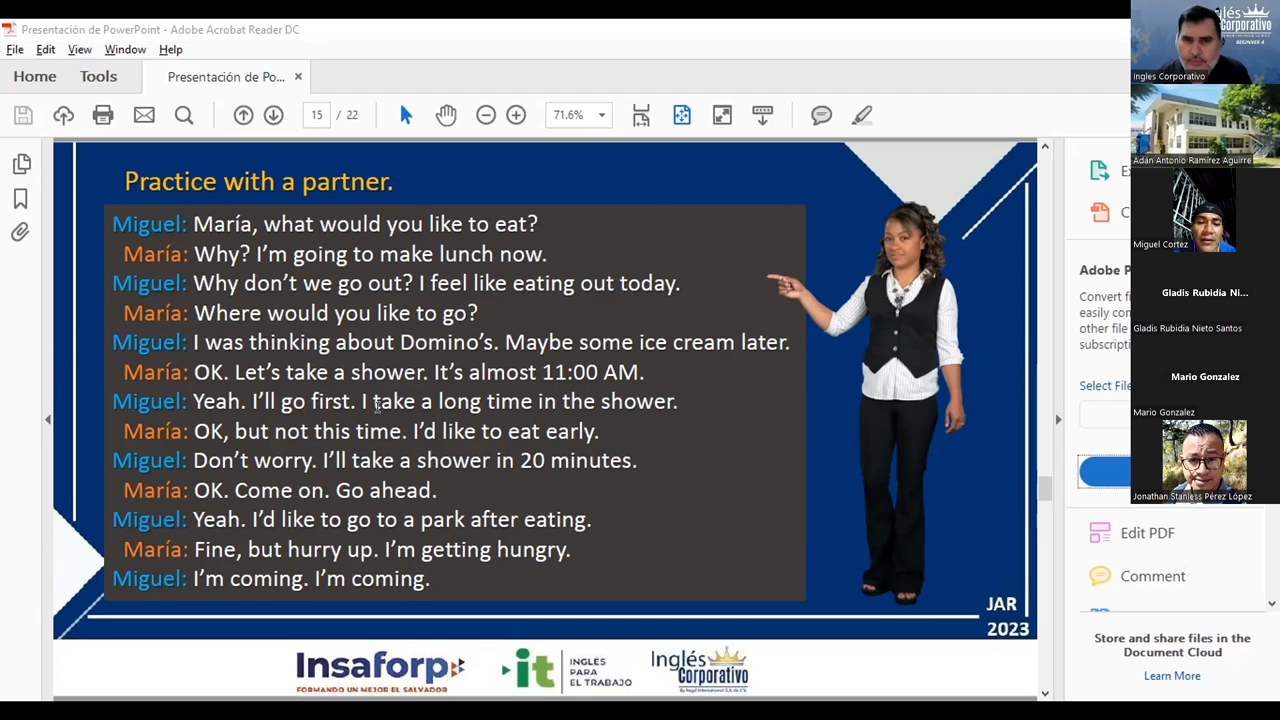 Presentación de PowerPoint - Adobe Acrobat Reader DC
File Edit View Window Help
Home Tools Presentación de Po... ×
15 / 22 71.6%
Practice with a partner.
Miguel: María, what would you like to eat?
María: Why? I'm going to make lunch now.
Miguel: Why don't we go out? I feel like eating out today.
María: Where would you like to go?
Miguel: I was thinking about Domino's. Maybe some ice cream later.
María: OK. Let's take a shower. It's almost 11:00 AM.
Miguel: Yeah. I'll go first. I take a long time in the shower.
María: OK, but not this time. I'd like to eat early.
Miguel: Don't worry. I'll take a shower in 20 minutes.
María: OK. Come on. Go ahead.
Miguel: Yeah. I'd like to go to a park after eating.
María: Fine, but hurry up. I'm getting hungry.
Miguel: I'm coming. I'm coming.
JAR
2023
Insaforp
FORMANDO UN MEJOR EL SALVADOR
it
INGLÉS
PARA
EL TRABAJO
Inglés
Corporativo
Adobe P
Convert f
easily con
other file
subscripti
Select File
Edit PDF
Comment
Store and share files in the
Document Cloud
Learn More
BEGINNER 4
Ingles Corporativo
Adán Antonio Ramírez Aguirre
Miguel Cortez
Gladis Rubidia Ni...
Gladis Rubidia Nieto Santos
Mario Gonzalez
Mario Gonzalez
Jonathan Stanless Pérez López